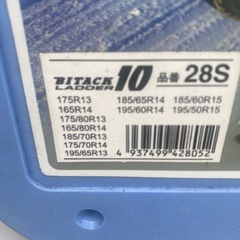 BITACK
LADDER 10 品番 28S
175R13 185/65R14 185/60R15
165R14 195/60R14 195/50R15
175/80R13
165/80R14
185/70R13
175/70R14
195/65R13
4 937499 428052